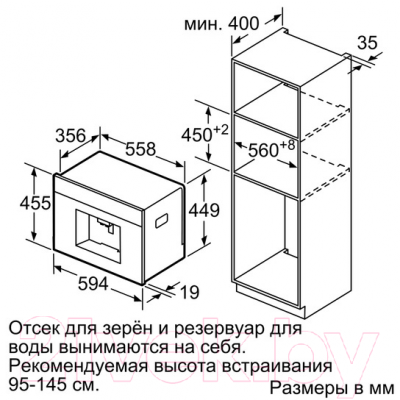 мин. 400
35
450+2
560+8
356
558
455
449
594
19
Отсек для зерён и резервуар для
воды вынимаются на себя.
Рекомендуемая высота встраивания
95-145 см.
Размеры в мм